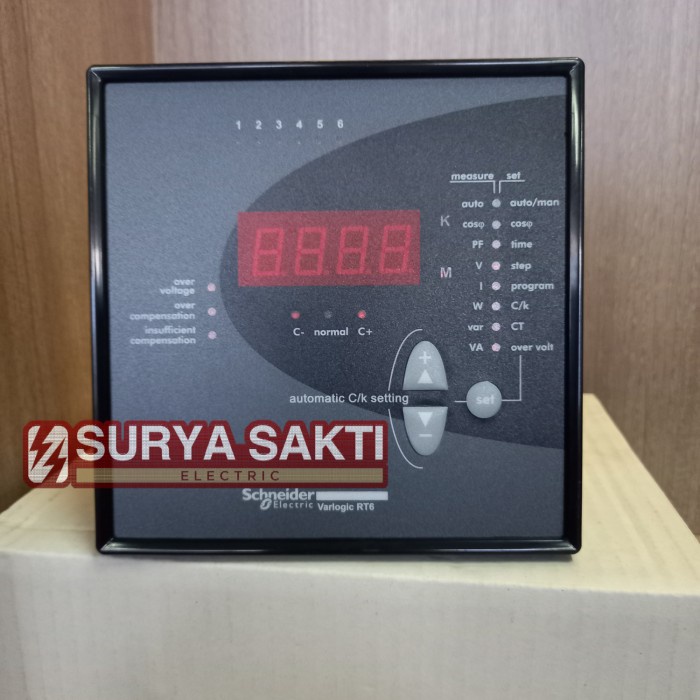 1 2 3 4 5 6
measure set
auto auto/man
K
cosφ cosφ
PF time
M
V step
I program
W C/k
var CT
VA over volt
over
voltage
over
compensation
insufficient
compensation
C- normal C+
+
automatic C/k setting
set
−
SURYA SAKTI
ELECTRIC
Schneider
Electric Varlogic RT6